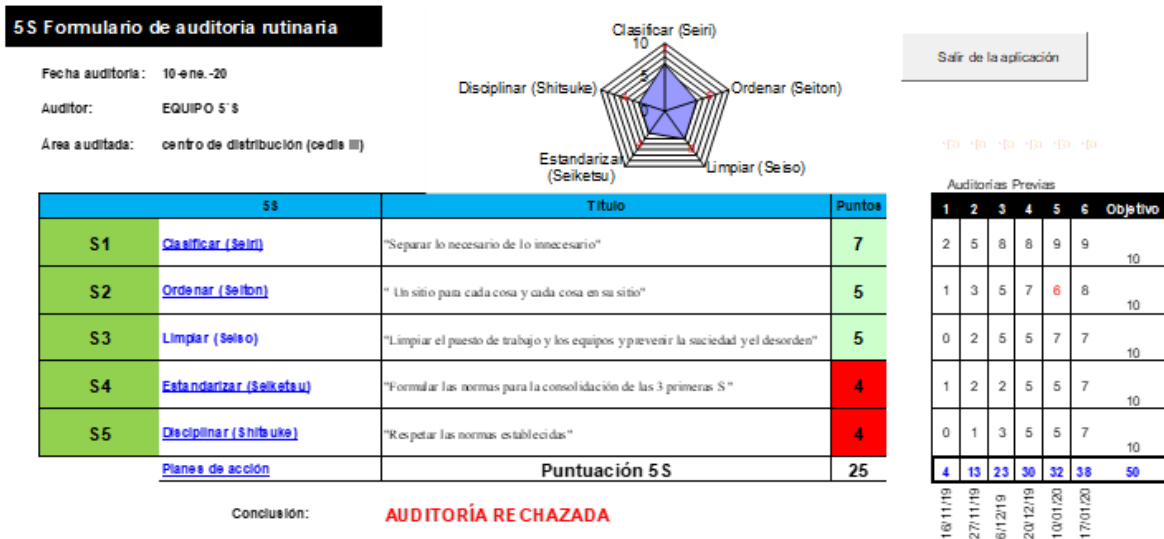 5S Formulario de auditoria rutinaria
Fecha auditoria: 10-ene.-20
Auditor: EQUIPO 5`S
Área auditada: centro de distribución (cedis III)
Clasificar (Seiri)
10
5
0
Disciplinar (Shitsuke)
Ordenar (Seiton)
Estandarizar
(Seiketsu)
Limpiar (Seiso)
Salir de la aplicación
Auditorías Previas
5S Título Puntos
S1 Clasificar (Seiri) "Separar lo necesario de lo innecesario" 7
S2 Ordenar (Seiton) " Un sitio para cada cosa y cada cosa en su sitio" 5
S3 Limpiar (Seiso) "Limpiar el puesto de trabajo y los equipos y prevenir la suciedad y el desorden" 5
S4 Estandarizar (Seiketsu) "Formular las normas para la consolidación de las 3 primeras S" 4
S5 Disciplinar (Shitsuke) "Respetar las normas establecidas" 4
Planes de acción Puntuación 5S 25
1 2 3 4 5 6 Objetivo
2 5 8 8 9 9 10
1 3 5 7 6 8 10
0 2 5 5 7 7 10
1 2 2 5 5 7 10
0 1 3 5 5 7 10
4 13 23 30 32 38 50
16/11/19 27/11/19 6/12/19 20/12/19 10/01/20 17/01/20
Conclusión: AUDITORÍA RECHAZADA